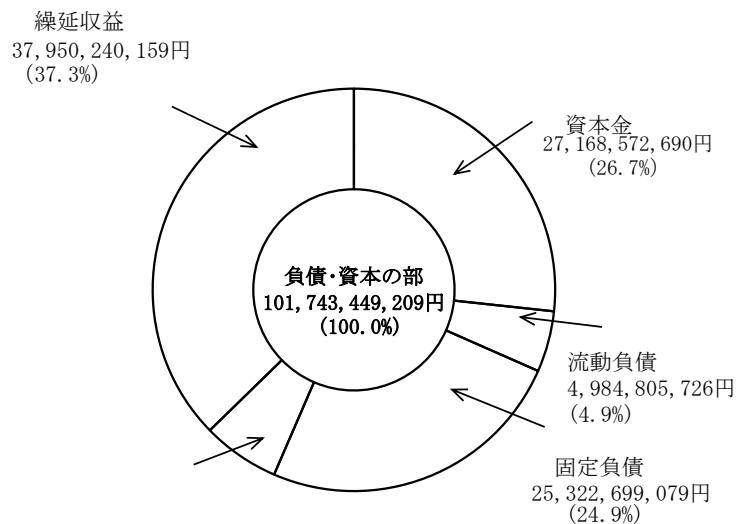 繰延収益
37,950,240,159円
(37.3%)
資本金
27,168,572,690円
(26.7%)
負債・資本の部
101,743,449,209円
(100.0%)
流動負債
4,984,805,726円
(4.9%)
固定負債
25,322,699,079円
(24.9%)